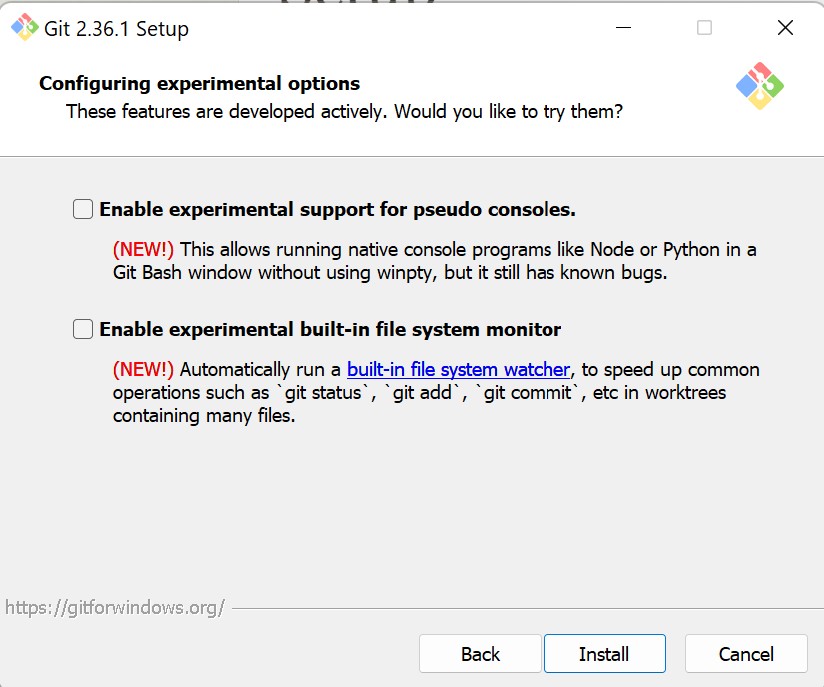 Git 2.36.1 Setup
Configuring experimental options
These features are developed actively. Would you like to try them?
Enable experimental support for pseudo consoles.
(NEW!) This allows running native console programs like Node or Python in a
Git Bash window without using winpty, but it still has known bugs.
Enable experimental built-in file system monitor
(NEW!) Automatically run a built-in file system watcher, to speed up common
operations such as `git status`, `git add`, `git commit`, etc in worktrees
containing many files.
https://gitforwindows.org/
Back Install Cancel